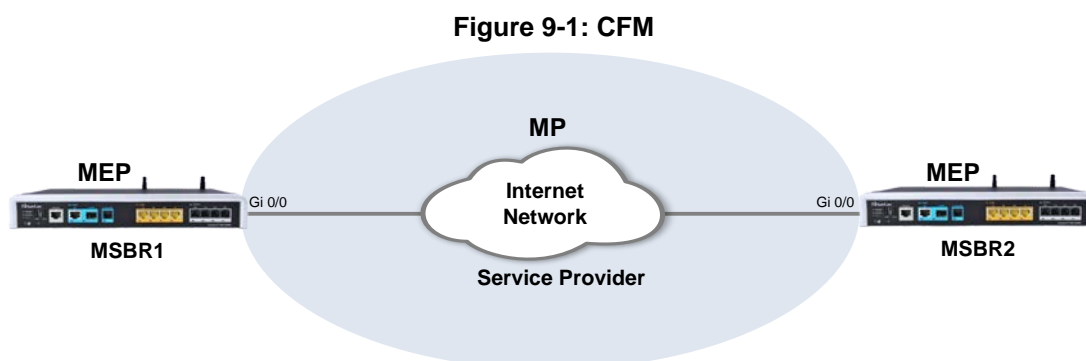 Figure 9-1: CFM
MP
MEP
MEP
Internet
Network
Gi 0/0
Gi 0/0
MSBR1
MSBR2
Service Provider